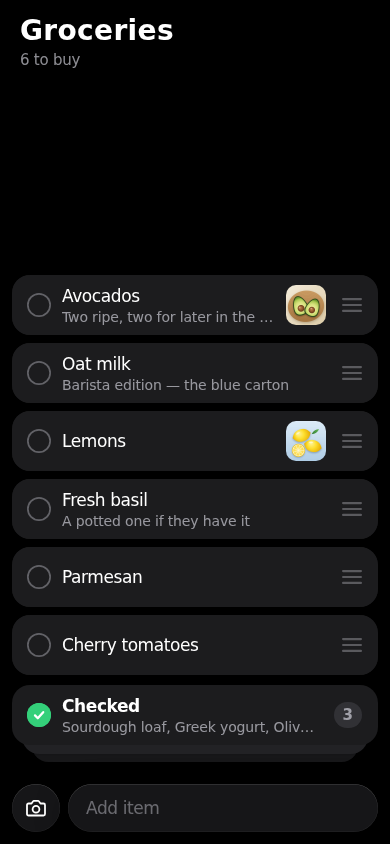 Groceries
6 to buy
Avocados
Two ripe, two for later in the …
Oat milk
Barista edition — the blue carton
Lemons
Fresh basil
A potted one if they have it
Parmesan
Cherry tomatoes
Checked
Sourdough loaf, Greek yogurt, Oliv…
3
Add item